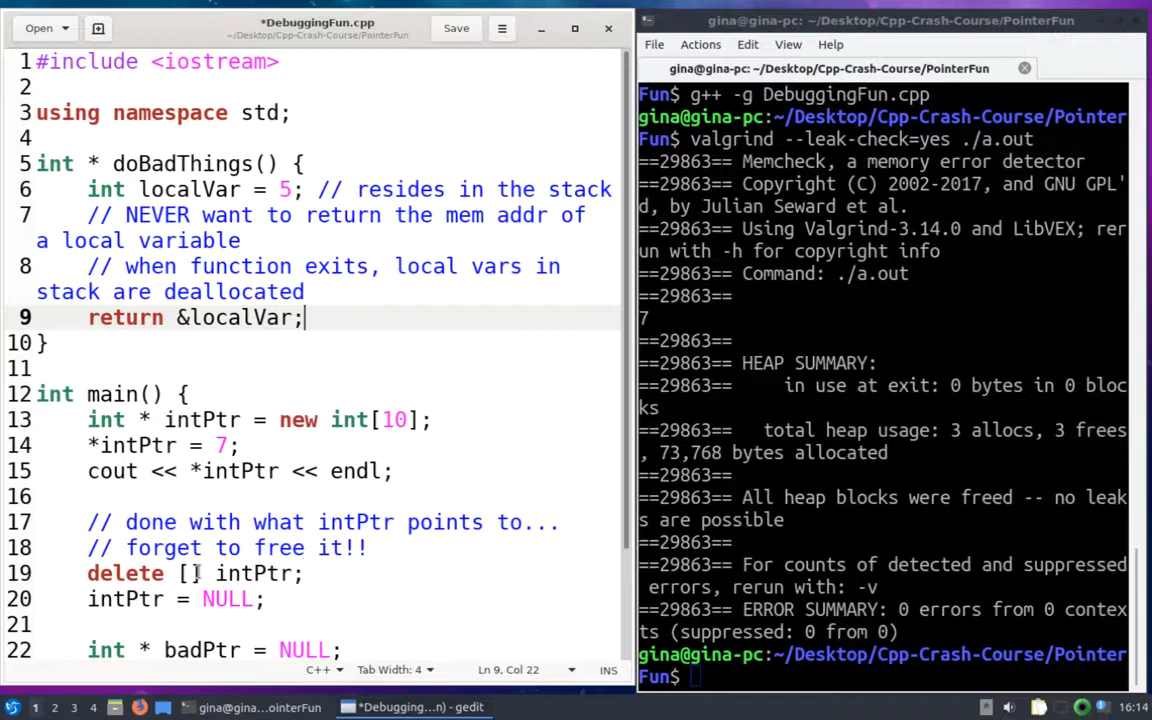 Open
*DebuggingFun.cpp
~/Desktop/Cpp-Crash-Course/PointerFun
Save
1 #include <iostream>
2
3 using namespace std;
4
5 int * doBadThings() {
6 int localVar = 5; // resides in the stack
7 // NEVER want to return the mem addr of
a local variable
8 // when function exits, local vars in
stack are deallocated
9 return &localVar;
10 }
11
12 int main() {
13 int * intPtr = new int[10];
14 *intPtr = 7;
15 cout << *intPtr << endl;
16
17 // done with what intPtr points to...
18 // forget to free it!!
19 delete [] intPtr;
20 intPtr = NULL;
21
22 int * badPtr = NULL;
C++ Tab Width: 4 Ln 9, Col 22 INS
gina@gina-pc: ~/Desktop/Cpp-Crash-Course/PointerFun
File Actions Edit View Help
gina@gina-pc: ~/Desktop/Cpp-Crash-Course/PointerFun
Fun$ g++ -g DebuggingFun.cpp
gina@gina-pc:~/Desktop/Cpp-Crash-Course/Pointer
Fun$ valgrind --leak-check=yes ./a.out
==29863== Memcheck, a memory error detector
==29863== Copyright (C) 2002-2017, and GNU GPL'
d, by Julian Seward et al.
==29863== Using Valgrind-3.14.0 and LibVEX; rer
un with -h for copyright info
==29863== Command: ./a.out
==29863==
7
==29863==
==29863== HEAP SUMMARY:
==29863== in use at exit: 0 bytes in 0 bloc
ks
==29863== total heap usage: 3 allocs, 3 frees
, 73,768 bytes allocated
==29863==
==29863== All heap blocks were freed -- no leak
s are possible
==29863==
==29863== For counts of detected and suppressed
errors, rerun with: -v
==29863== ERROR SUMMARY: 0 errors from 0 contex
ts (suppressed: 0 from 0)
gina@gina-pc:~/Desktop/Cpp-Crash-Course/Pointer
Fun$
1 2 3 4 gina@gina...ointerFun *Debugging...n) - gedit 16:14